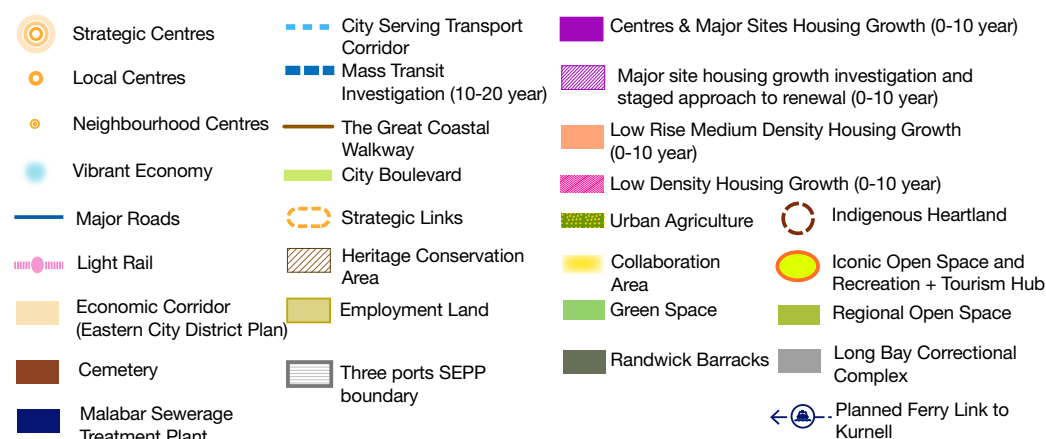 Strategic Centres
Local Centres
Neighbourhood Centres
Vibrant Economy
Major Roads
Light Rail
Economic Corridor
(Eastern City District Plan)
Cemetery
Malabar Sewerage
Treatment Plant
City Serving Transport
Corridor
Mass Transit
Investigation (10-20 year)
The Great Coastal
Walkway
City Boulevard
Strategic Links
Heritage Conservation
Area
Employment Land
Three ports SEPP
boundary
Centres & Major Sites Housing Growth (0-10 year)
Major site housing growth investigation and
staged approach to renewal (0-10 year)
Low Rise Medium Density Housing Growth
(0-10 year)
Low Density Housing Growth (0-10 year)
Urban Agriculture
Collaboration
Area
Green Space
Randwick Barracks
Indigenous Heartland
Iconic Open Space and
Recreation + Tourism Hub
Regional Open Space
Long Bay Correctional
Complex
Planned Ferry Link to
Kurnell